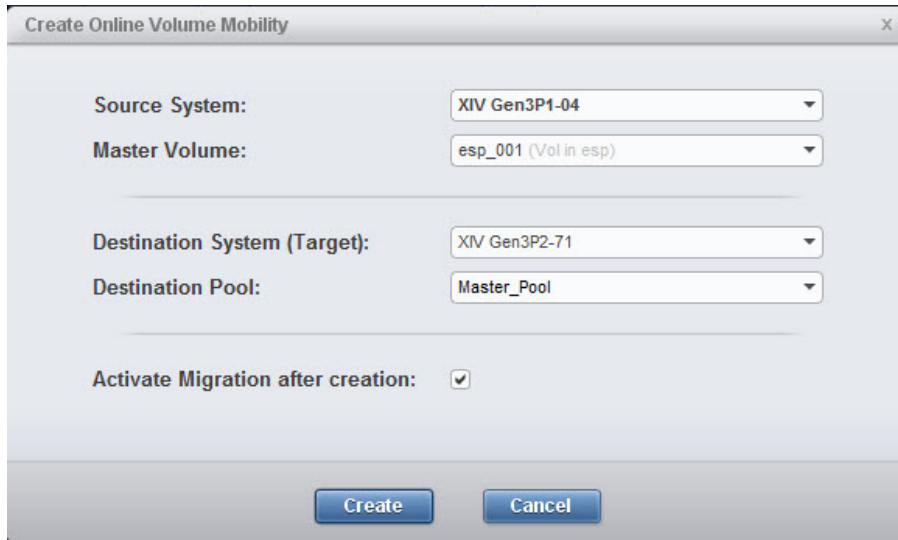 Create Online Volume Mobility X
Source System: XIV Gen3P1-04
Master Volume: esp_001 (Vol in esp)
Destination System (Target): XIV Gen3P2-71
Destination Pool: Master_Pool
Activate Migration after creation:
Create Cancel